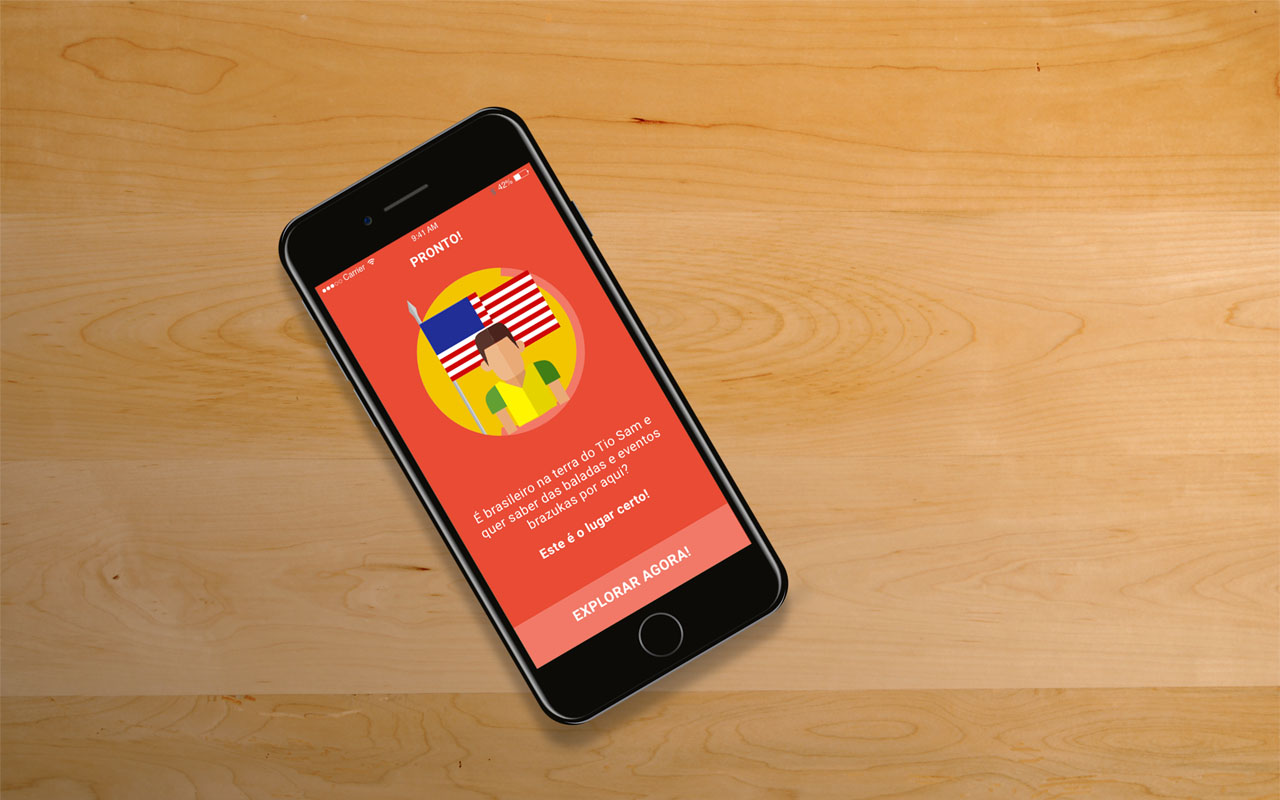 Carrier 9:41 AM 42%
PRONTO!
É brasileiro na terra do Tio Sam e
quer saber das baladas e eventos
brazukas por aqui?
Este é o lugar certo!
EXPLORAR AGORA!